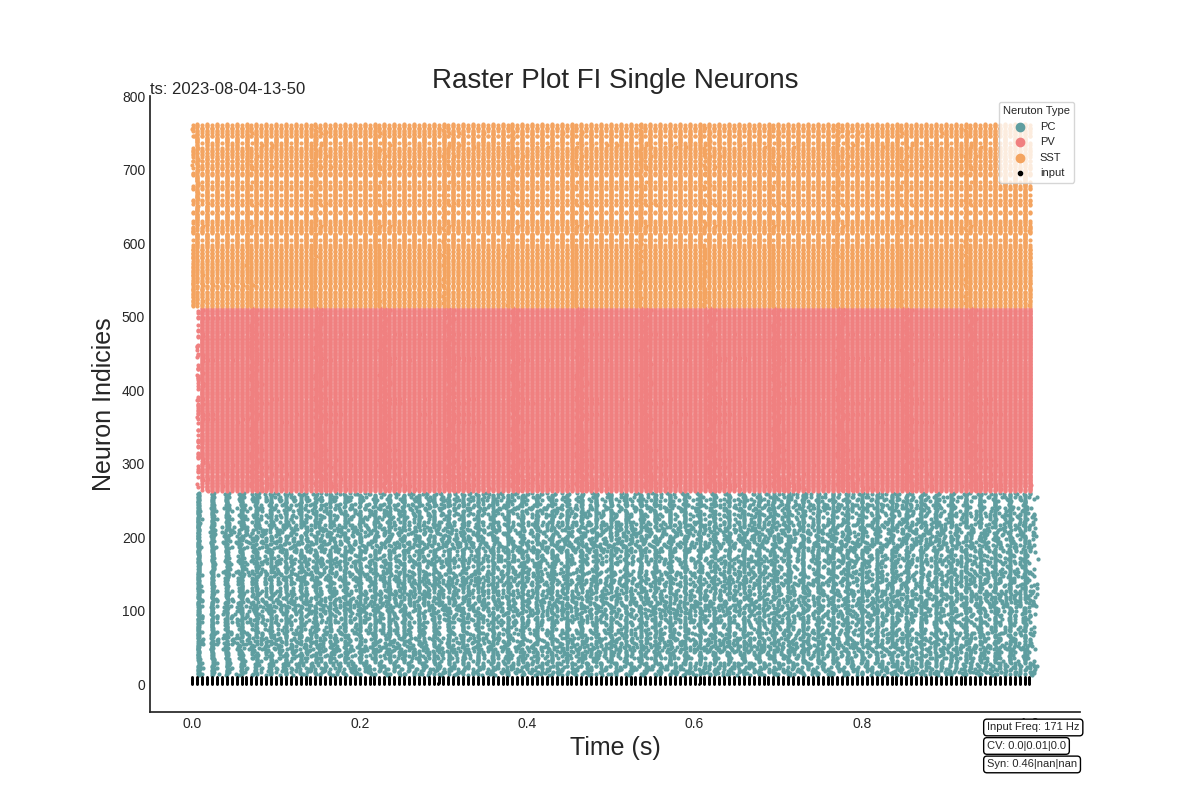 Raster Plot FI Single Neurons
ts: 2023-08-04-13-50
Neruton Type
PC
PV
SST
input
Neuron Indicies
800
700
600
500
400
300
200
100
0
0.0 0.2 0.4 0.6 0.8
Time (s)
Input Freq: 171 Hz
CV: 0.0|0.01|0.0
Syn: 0.46|nan|nan